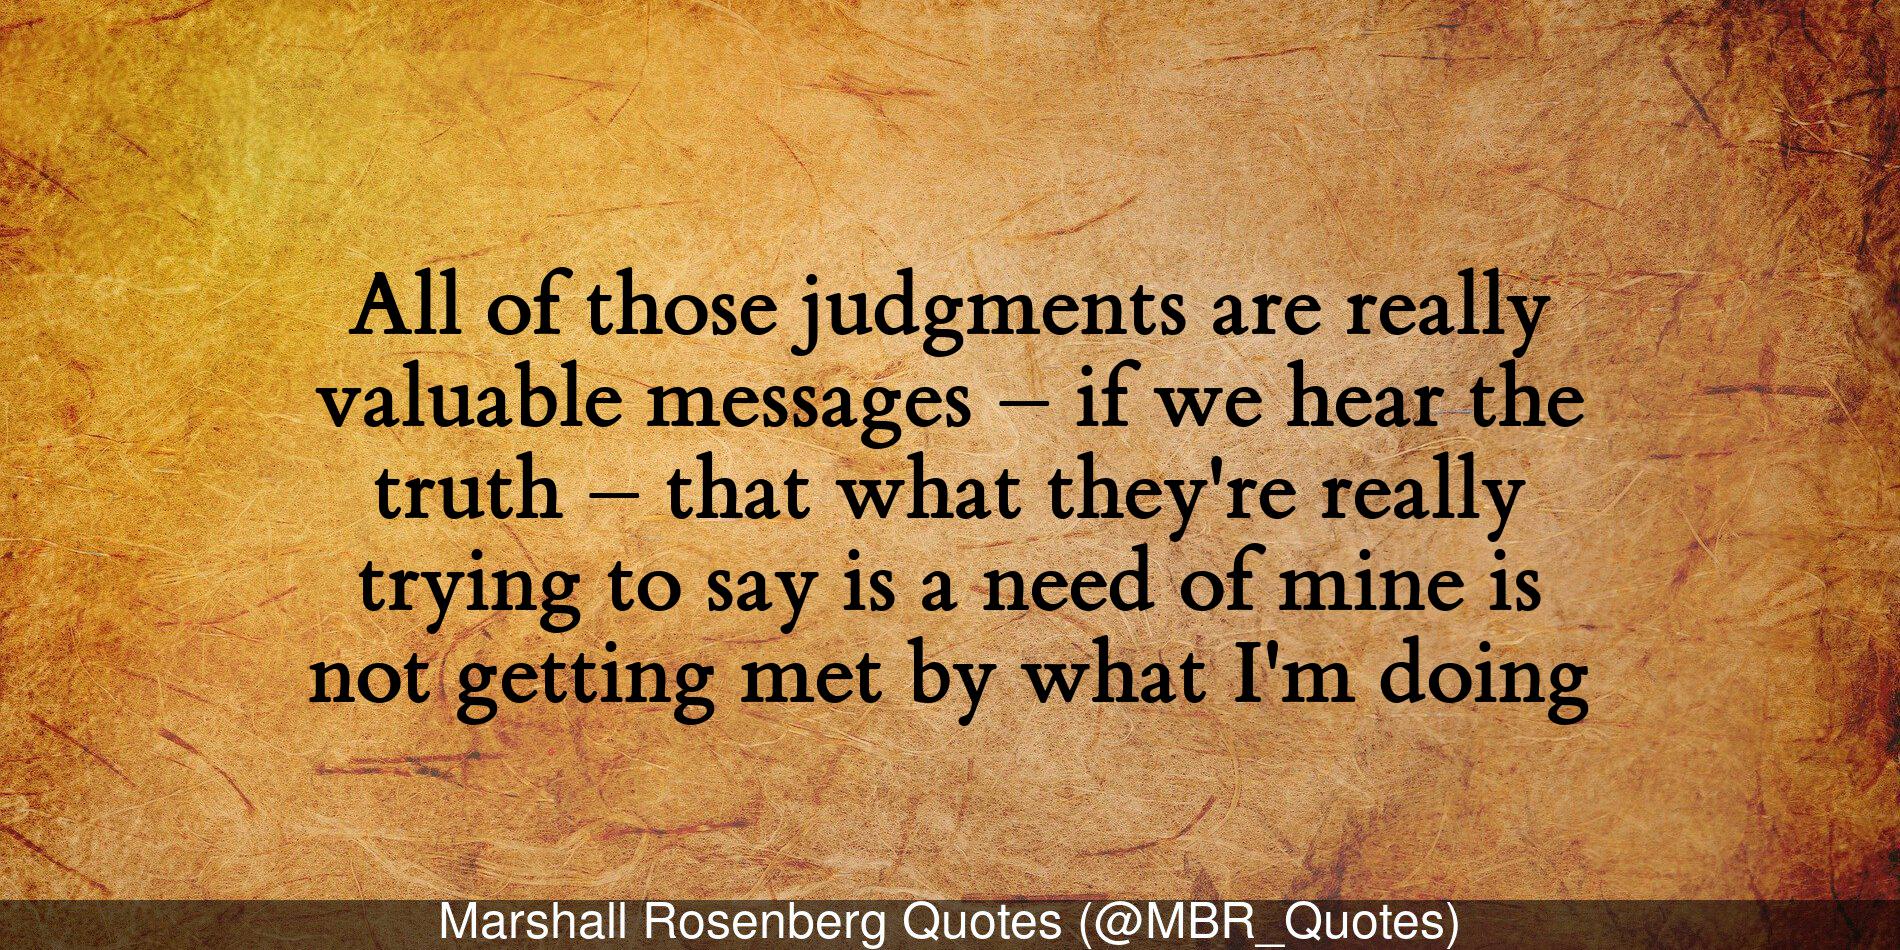 All of those judgments are really
valuable messages – if we hear the
truth – that what they're really
trying to say is a need of mine is
not getting met by what I'm doing
Marshall Rosenberg Quotes (@MBR_Quotes)